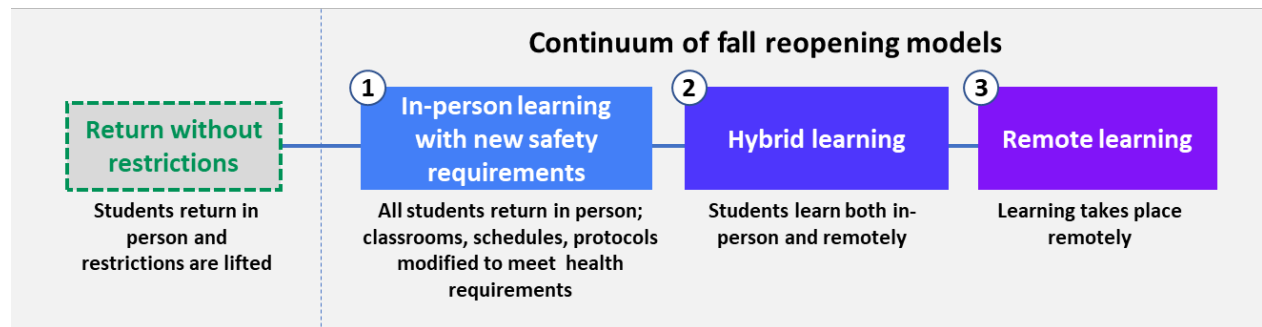 Continuum of fall reopening models
Return without
restrictions
Students return in
person and
restrictions are lifted
1
In-person learning
with new safety
requirements
All students return in person;
classrooms, schedules, protocols
modified to meet health
requirements
2
Hybrid learning
Students learn both in-
person and remotely
3
Remote learning
Learning takes place
remotely